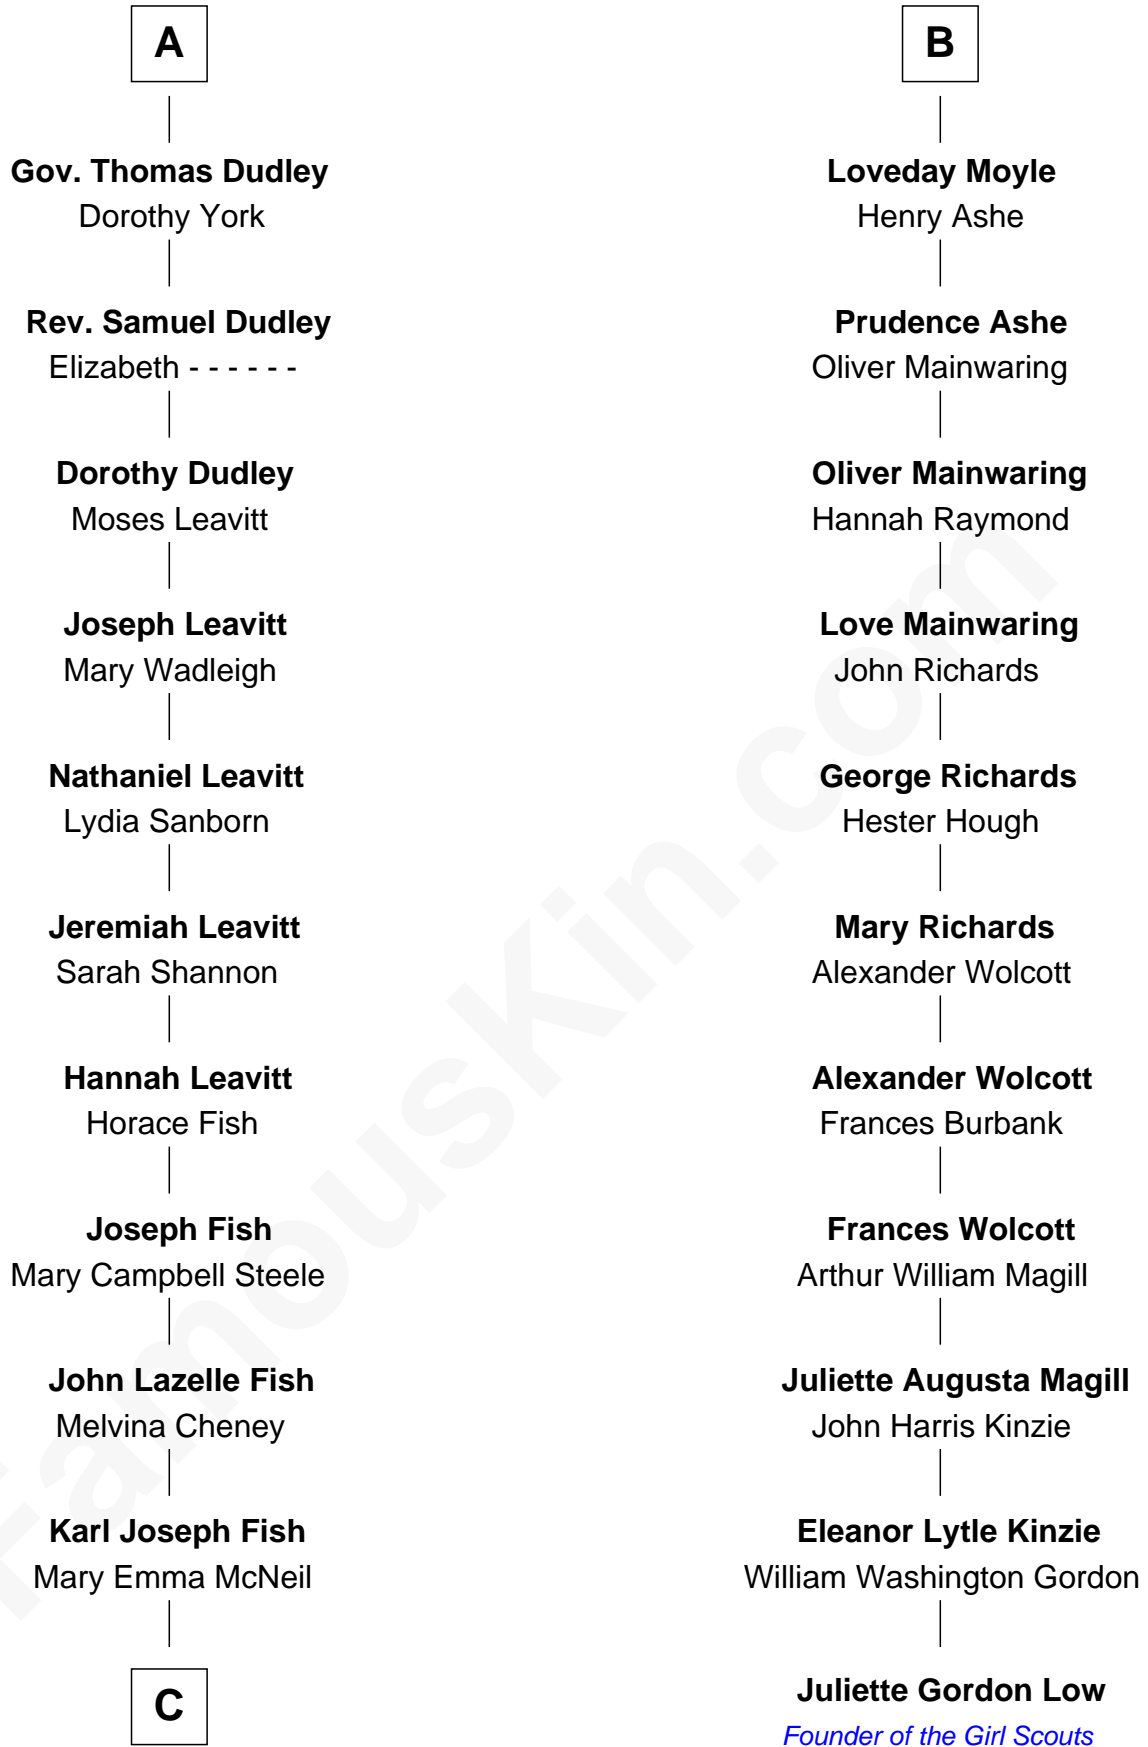 A
Gov. Thomas Dudley
Dorothy York
Rev. Samuel Dudley
Elizabeth - - - - - -
Dorothy Dudley
Moses Leavitt
Joseph Leavitt
Mary Wadleigh
Nathaniel Leavitt
Lydia Sanborn
Jeremiah Leavitt
Sarah Shannon
Hannah Leavitt
Horace Fish
Joseph Fish
Mary Campbell Steele
John Lazelle Fish
Melvina Cheney
Karl Joseph Fish
Mary Emma McNeil
C
B
Loveday Moyle
Henry Ashe
Prudence Ashe
Oliver Mainwaring
Oliver Mainwaring
Hannah Raymond
Love Mainwaring
John Richards
George Richards
Hester Hough
Mary Richards
Alexander Wolcott
Alexander Wolcott
Frances Burbank
Frances Wolcott
Arthur William Magill
Juliette Augusta Magill
John Harris Kinzie
Eleanor Lytle Kinzie
William Washington Gordon
Juliette Gordon Low
Founder of the Girl Scouts
FamousKin.com